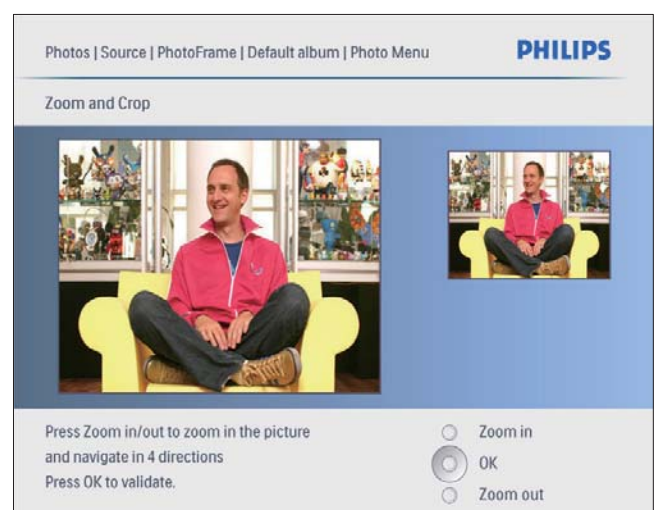 Photos | Source | PhotoFrame | Default album | Photo Menu
PHILIPS
Zoom and Crop
Press Zoom in/out to zoom in the picture
and navigate in 4 directions
Press OK to validate.
Zoom in
OK
Zoom out